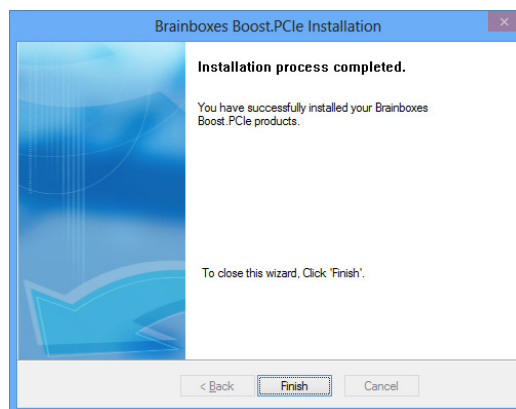 Brainboxes Boost.PCIe Installation
Installation process completed.
You have successfully installed your Brainboxes
Boost.PCIe products.
To close this wizard, Click 'Finish'.
< Back Finish Cancel